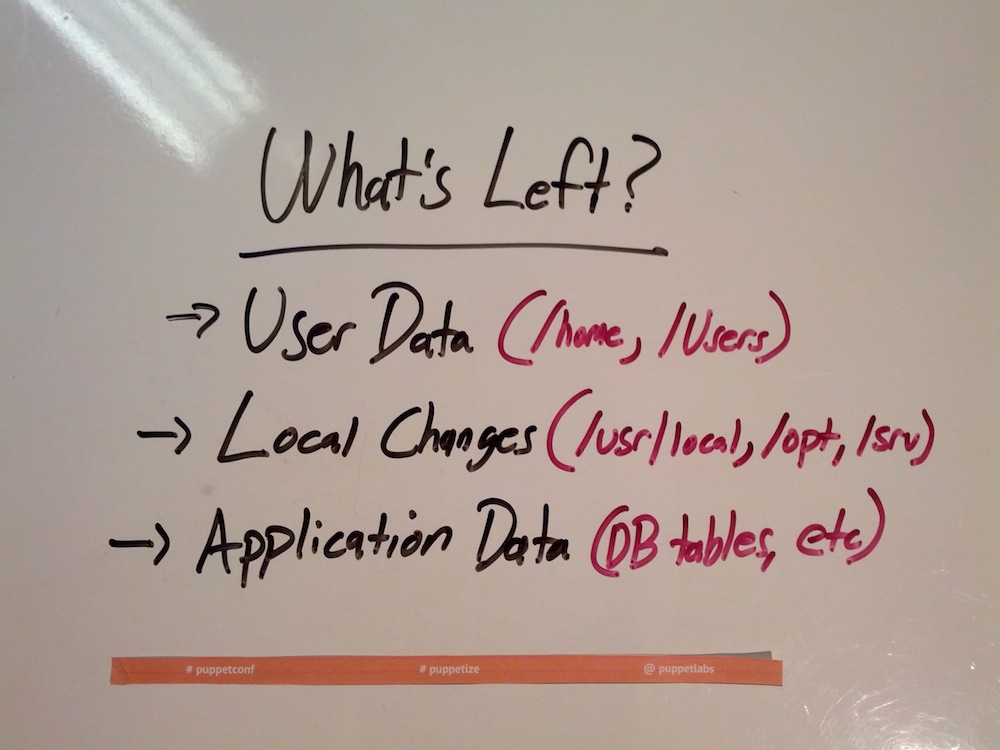 What's Left?
→ User Data (/home, /Users)
→ Local Changes (/usr/local, /opt, /srv)
→ Application Data (DB tables, etc)
# puppetconf # puppetize @ puppetlabs